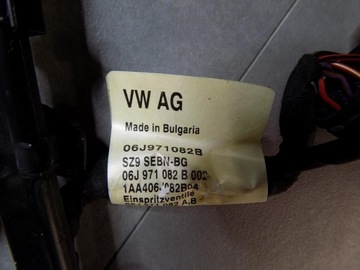 VW AG
Made in Bulgaria
06J971082B
SZ9 SEBN-BG
06J 971 082 B 002
Einspritzventile